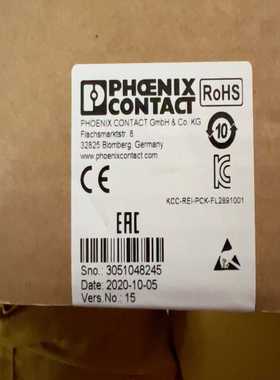 PHŒNIX
CONTACT
RoHS
PHOENIX CONTACT GmbH & Co. KG
Flachsmarktstr. 8
32825 Blomberg, Germany
www.phoenixcontact.com
10
CE
KCC-REI-PCK-FL2891001
EAC
Sno.: 3051048245
Date: 2020-10-05
Vers.No.: 15